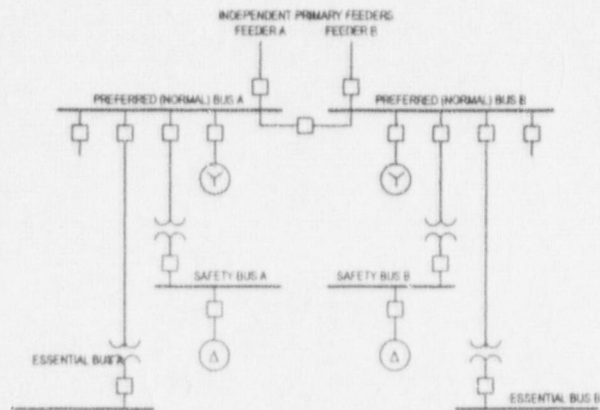 INDEPENDENT PRIMARY FEEDERS
FEEDER A
FEEDER B
PREFERRED (NORMAL) BUS A
PREFERRED (NORMAL) BUS B
Y
Y
SAFETY BUS A
SAFETY BUS B
Δ
Δ
ESSENTIAL BUS A
ESSENTIAL BUS B